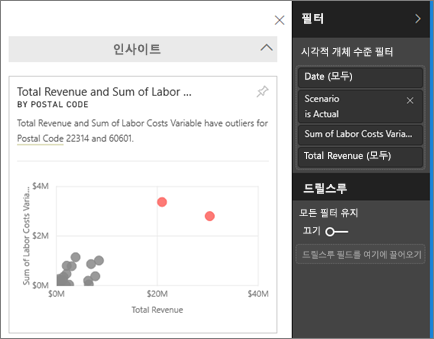 인사이트
Total Revenue and Sum of Labor ...
BY POSTAL CODE
Total Revenue and Sum of Labor Costs Variable have outliers for
Postal Code 22314 and 60601.
Sum of Labor Costs Varia...
$4M
$2M
$0M
$0M
$20M
$40M
Total Revenue
필터
시각적 개체 수준 필터
Date (모두)
Scenario
is Actual
Sum of Labor Costs Varia...
Total Revenue (모두)
드릴스루
모든 필터 유지
끄기
드릴스루 필드를 여기에 끌어오기